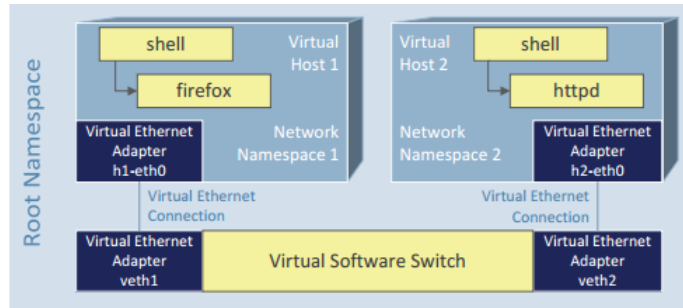 Root Namespace
shell
firefox
Virtual
Host 1
Network
Namespace 1
Virtual Ethernet
Adapter
h1-eth0
Virtual
Host 2
shell
httpd
Network
Namespace 2
Virtual Ethernet
Adapter
h2-eth0
Virtual Ethernet
Connection
Virtual Ethernet
Connection
Virtual Ethernet
Adapter
veth1
Virtual Software Switch
Virtual Ethernet
Adapter
veth2